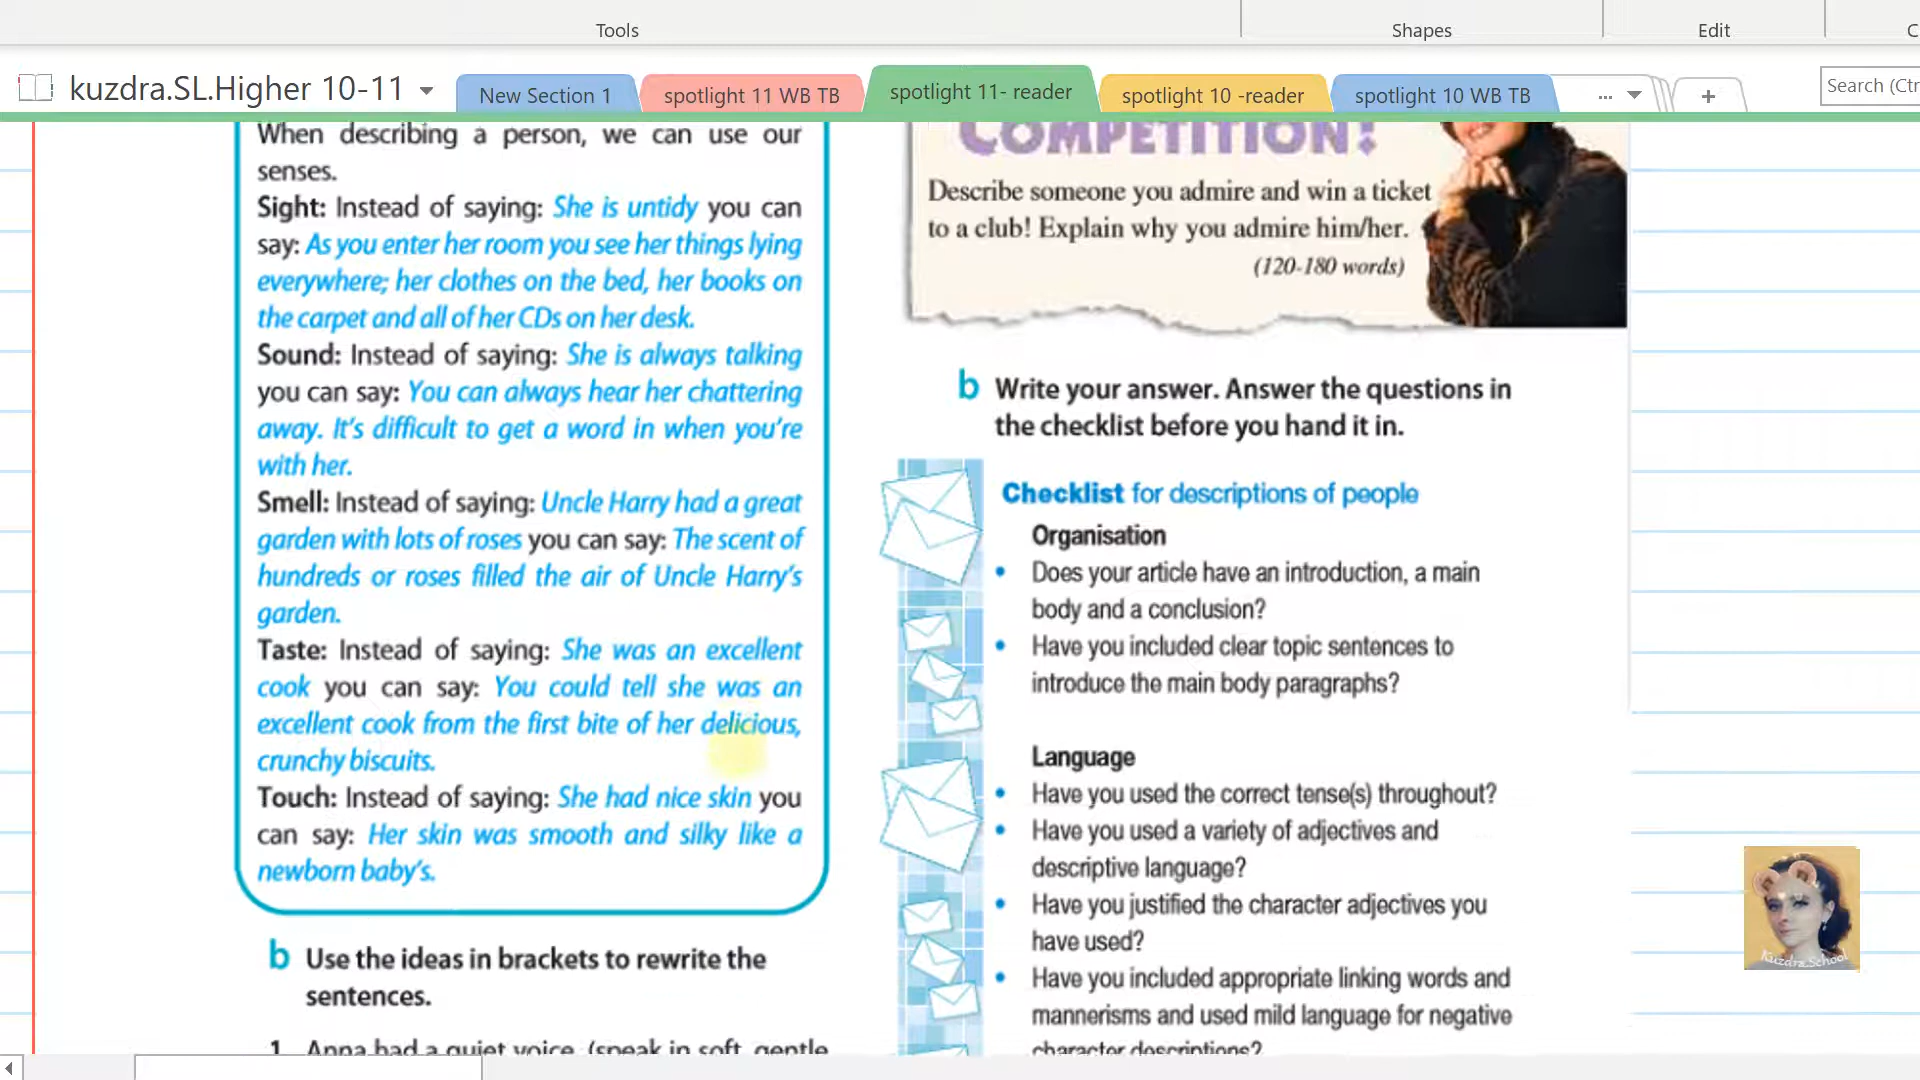 Tools
Shapes
Edit
kuzdra.SL.Higher 10-11
New Section 1
spotlight 11 WB TB
spotlight 11- reader
spotlight 10 -reader
spotlight 10 WB TB
...
+
Search (Ctr
When describing a person, we can use our
senses.
Sight: Instead of saying: She is untidy you can
say: As you enter her room you see her things lying
everywhere; her clothes on the bed, her books on
the carpet and all of her CDs on her desk.
Sound: Instead of saying: She is always talking
you can say: You can always hear her chattering
away. It's difficult to get a word in when you're
with her.
Smell: Instead of saying: Uncle Harry had a great
garden with lots of roses you can say: The scent of
hundreds or roses filled the air of Uncle Harry's
garden.
Taste: Instead of saying: She was an excellent
cook you can say: You could tell she was an
excellent cook from the first bite of her delicious,
crunchy biscuits.
Touch: Instead of saying: She had nice skin you
can say: Her skin was smooth and silky like a
newborn baby's.
b Use the ideas in brackets to rewrite the
sentences.
1 Anna had a quiet voice. (speak in soft, gentle
COMPETITION!
Describe someone you admire and win a ticket
to a club! Explain why you admire him/her.
(120-180 words)
b Write your answer. Answer the questions in
the checklist before you hand it in.
Checklist for descriptions of people
Organisation
• Does your article have an introduction, a main
body and a conclusion?
• Have you included clear topic sentences to
introduce the main body paragraphs?
Language
• Have you used the correct tense(s) throughout?
• Have you used a variety of adjectives and
descriptive language?
• Have you justified the character adjectives you
have used?
• Have you included appropriate linking words and
mannerisms and used mild language for negative
character descriptions?
Kuzdra.School